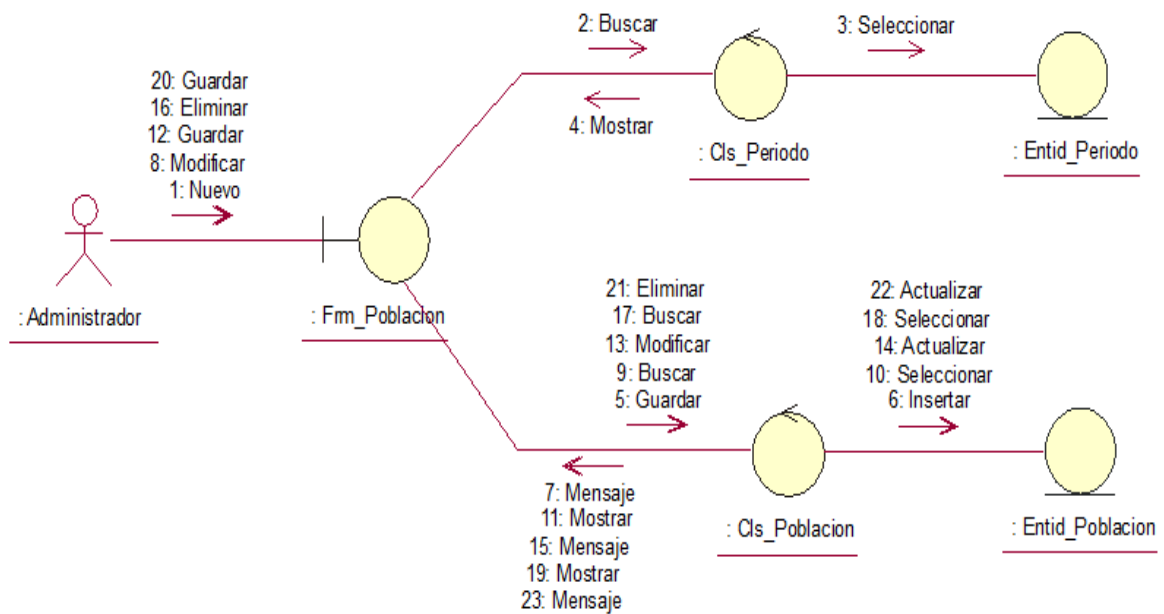 2: Buscar
3: Seleccionar
4: Mostrar
: Cls_Periodo
: Entid_Periodo
20: Guardar
16: Eliminar
12: Guardar
8: Modificar
1: Nuevo
: Administrador
: Frm_Poblacion
21: Eliminar
17: Buscar
13: Modificar
9: Buscar
5: Guardar
22: Actualizar
18: Seleccionar
14: Actualizar
10: Seleccionar
6: Insertar
7: Mensaje
11: Mostrar
15: Mensaje
19: Mostrar
23: Mensaje
: Cls_Poblacion
: Entid_Poblacion